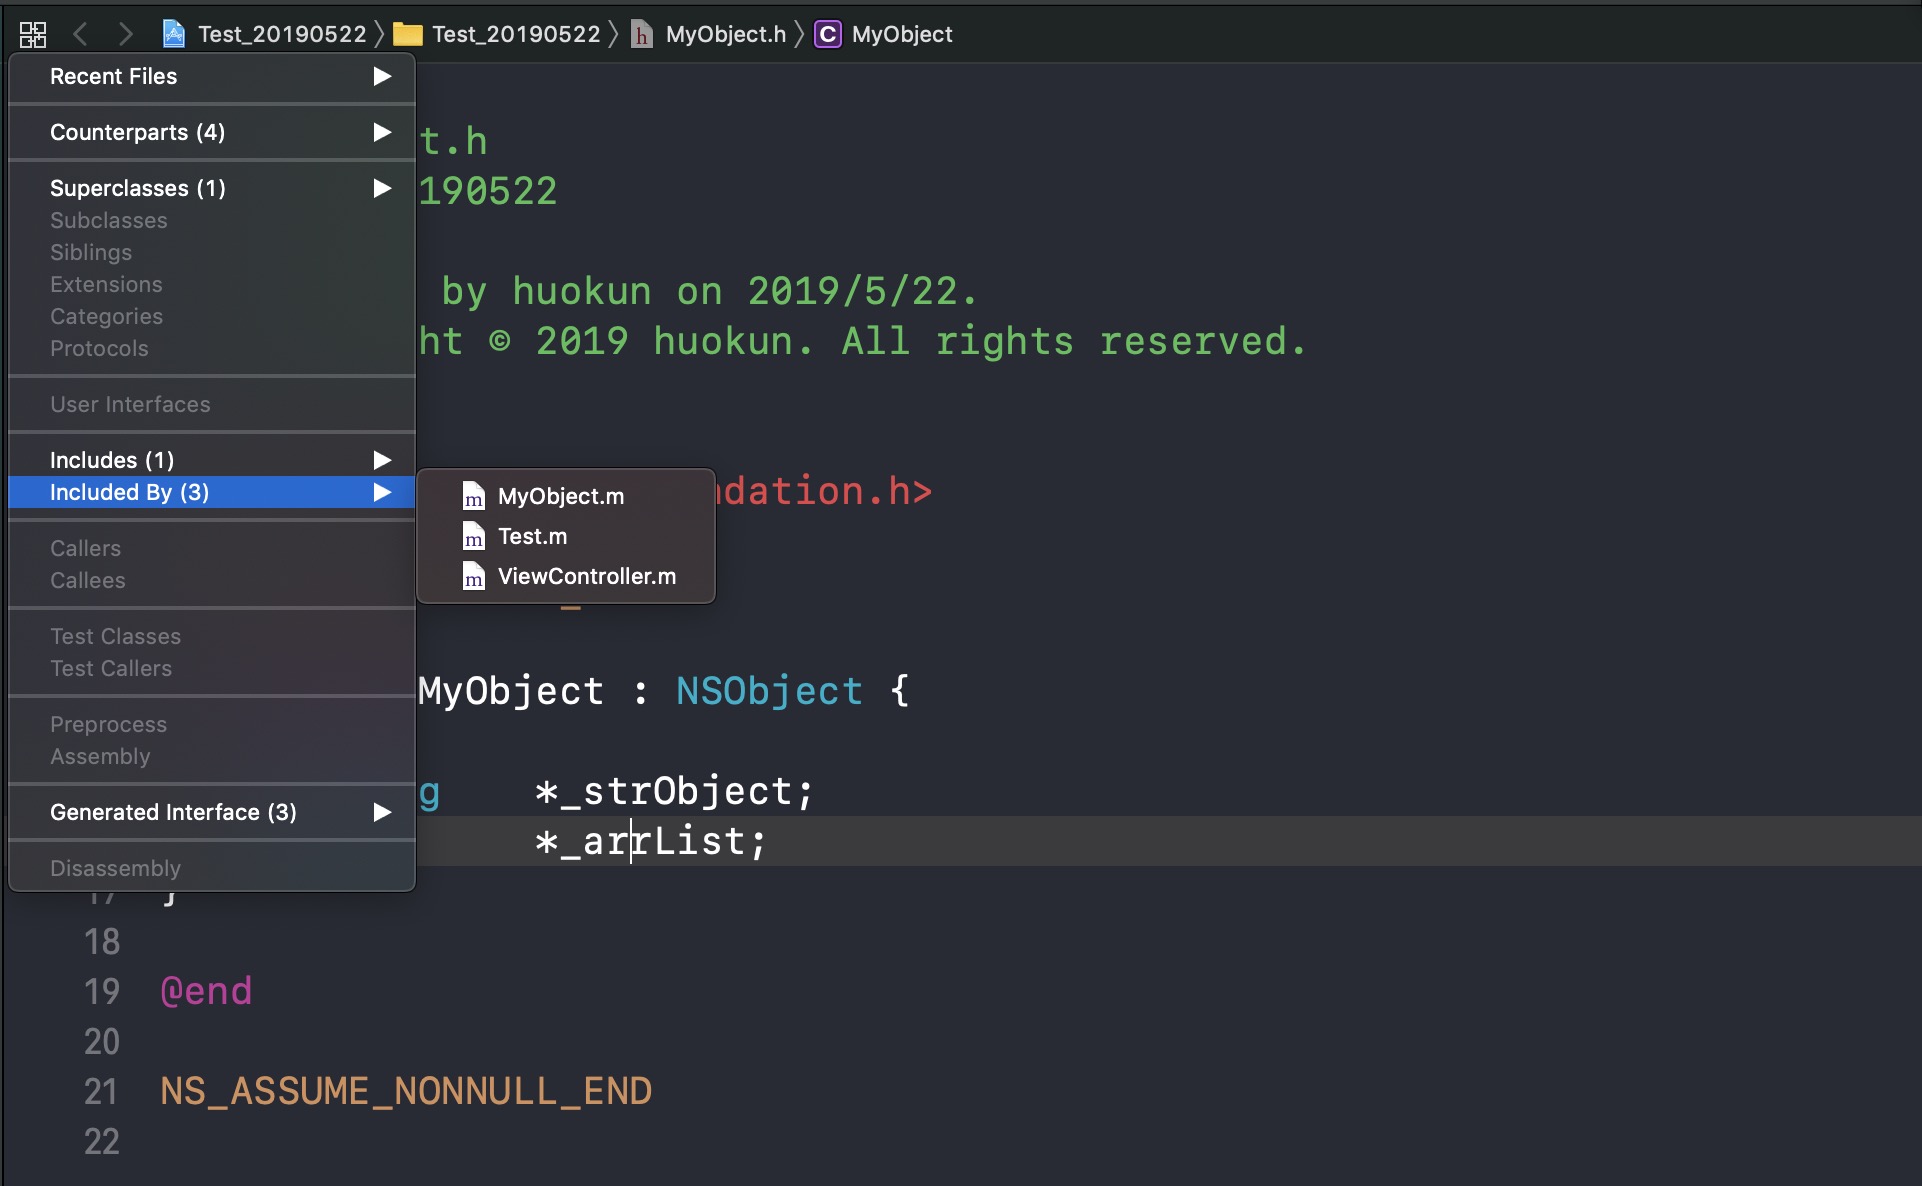 Test_20190522 〉 Test_20190522 〉 h MyObject.h 〉 C MyObject
Recent Files
Counterparts (4)
Superclasses (1)
Subclasses
Siblings
Extensions
Categories
Protocols
User Interfaces
Includes (1)
Included By (3)
Callers
Callees
Test Classes
Test Callers
Preprocess
Assembly
Generated Interface (3)
Disassembly
m MyObject.m
m Test.m
m ViewController.m
t.h
190522
by huokun on 2019/5/22.
ht © 2019 huokun. All rights reserved.
ndation.h>
MyObject : NSObject {
g *_strObject;
*_arrList;
17 }
18
19 @end
20
21 NS_ASSUME_NONNULL_END
22